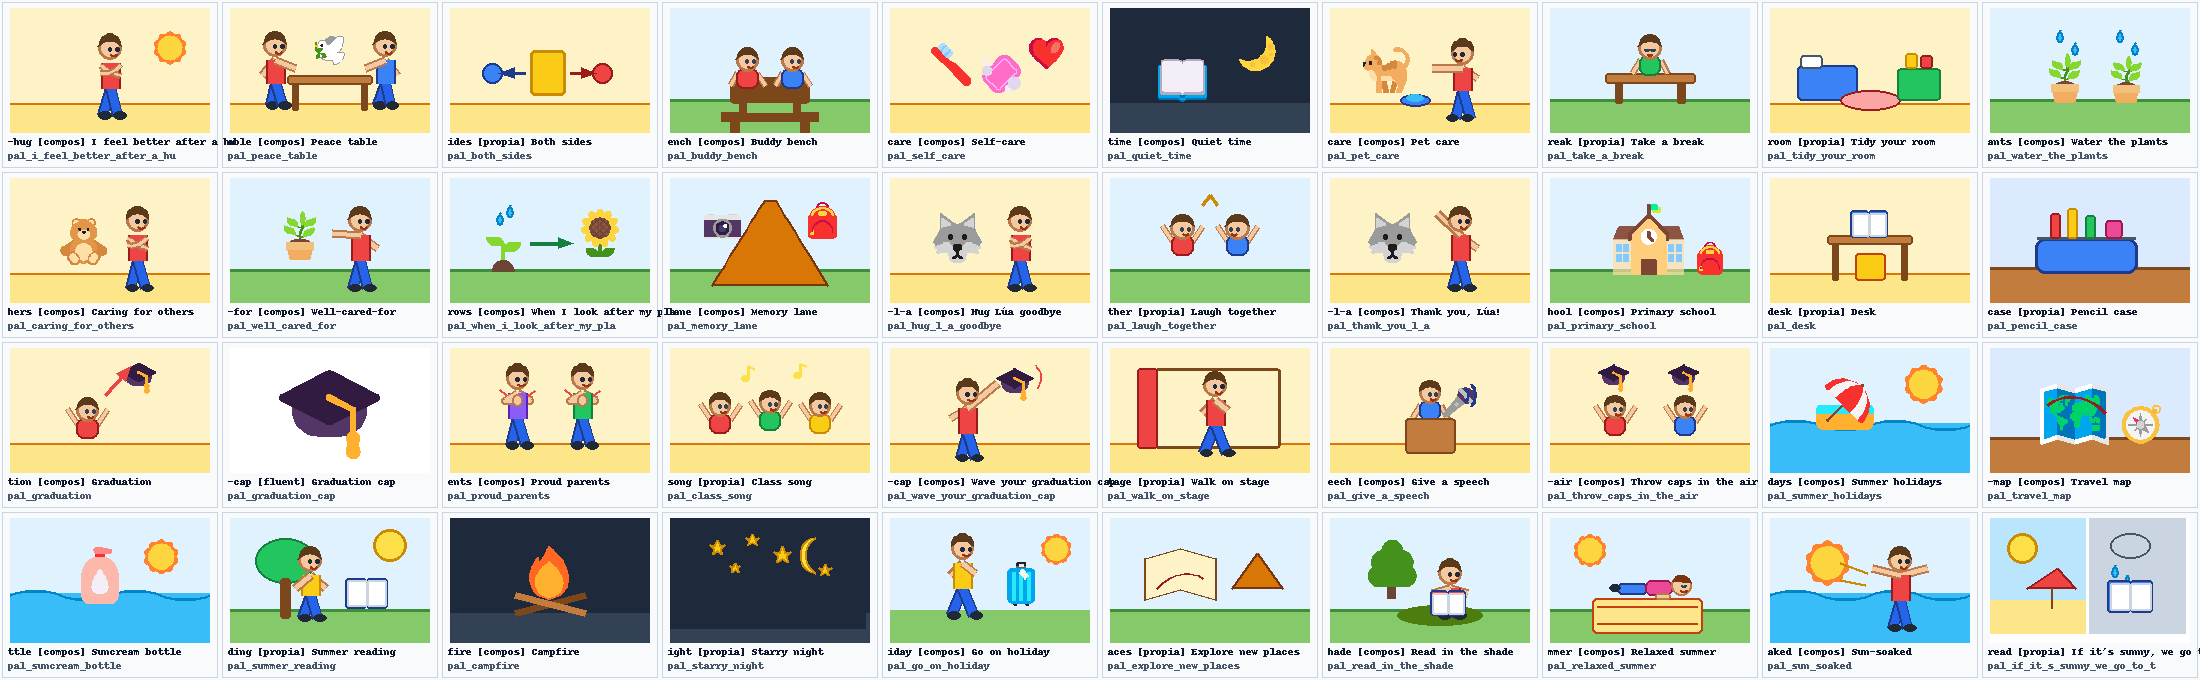 -hug [compos] I feel better after a hu
pal_i_feel_better_after_a_hu
able [compos] Peace table
pal_peace_table
ides [propia] Both sides
pal_both_sides
ench [compos] Buddy bench
pal_buddy_bench
care [compos] Self-care
pal_self_care
time [compos] Quiet time
pal_quiet_time
care [compos] Pet care
pal_pet_care
reak [propia] Take a break
pal_take_a_break
room [propia] Tidy your room
pal_tidy_your_room
ants [compos] Water the plants
pal_water_the_plants
hers [compos] Caring for others
pal_caring_for_others
-for [compos] Well-cared-for
pal_well_cared_for
rows [compos] When I look after my pla
pal_when_i_look_after_my_pla
lane [compos] Memory lane
pal_memory_lane
-l-a [compos] Hug Lúa goodbye
pal_hug_l_a_goodbye
ther [propia] Laugh together
pal_laugh_together
-l-a [compos] Thank you, Lúa!
pal_thank_you_l_a
hool [compos] Primary school
pal_primary_school
desk [propia] Desk
pal_desk
case [propia] Pencil case
pal_pencil_case
tion [compos] Graduation
pal_graduation
-cap [fluent] Graduation cap
pal_graduation_cap
ents [compos] Proud parents
pal_proud_parents
song [propia] Class song
pal_class_song
-cap [compos] Wave your graduation cap
pal_wave_your_graduation_cap
tage [propia] Walk on stage
pal_walk_on_stage
eech [compos] Give a speech
pal_give_a_speech
-air [compos] Throw caps in the air
pal_throw_caps_in_the_air
days [compos] Summer holidays
pal_summer_holidays
-map [compos] Travel map
pal_travel_map
ttle [compos] Suncream bottle
pal_suncream_bottle
ding [propia] Summer reading
pal_summer_reading
fire [compos] Campfire
pal_campfire
ight [propia] Starry night
pal_starry_night
iday [compos] Go on holiday
pal_go_on_holiday
aces [propia] Explore new places
pal_explore_new_places
hade [compos] Read in the shade
pal_read_in_the_shade
mmer [compos] Relaxed summer
pal_relaxed_summer
aked [compos] Sun-soaked
pal_sun_soaked
read [propia] If it's sunny, we go t
pal_if_it_s_sunny_we_go_to_t